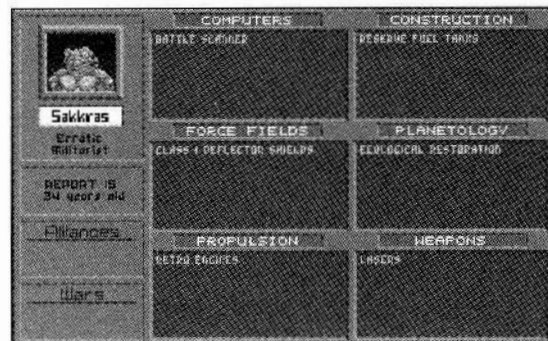 Sakkras
Erratic
Militarist
REPORT IS
34 years old
Alliances
Wars
COMPUTERS
BATTLE SCANNER
CONSTRUCTION
RESERVE FUEL TANKS
FORCE FIELDS
CLASS I DEFLECTOR SHIELDS
PLANETOLOGY
ECOLOGICAL RESTORATION
PROPULSION
RETRO ENGINES
WEAPONS
LASERS